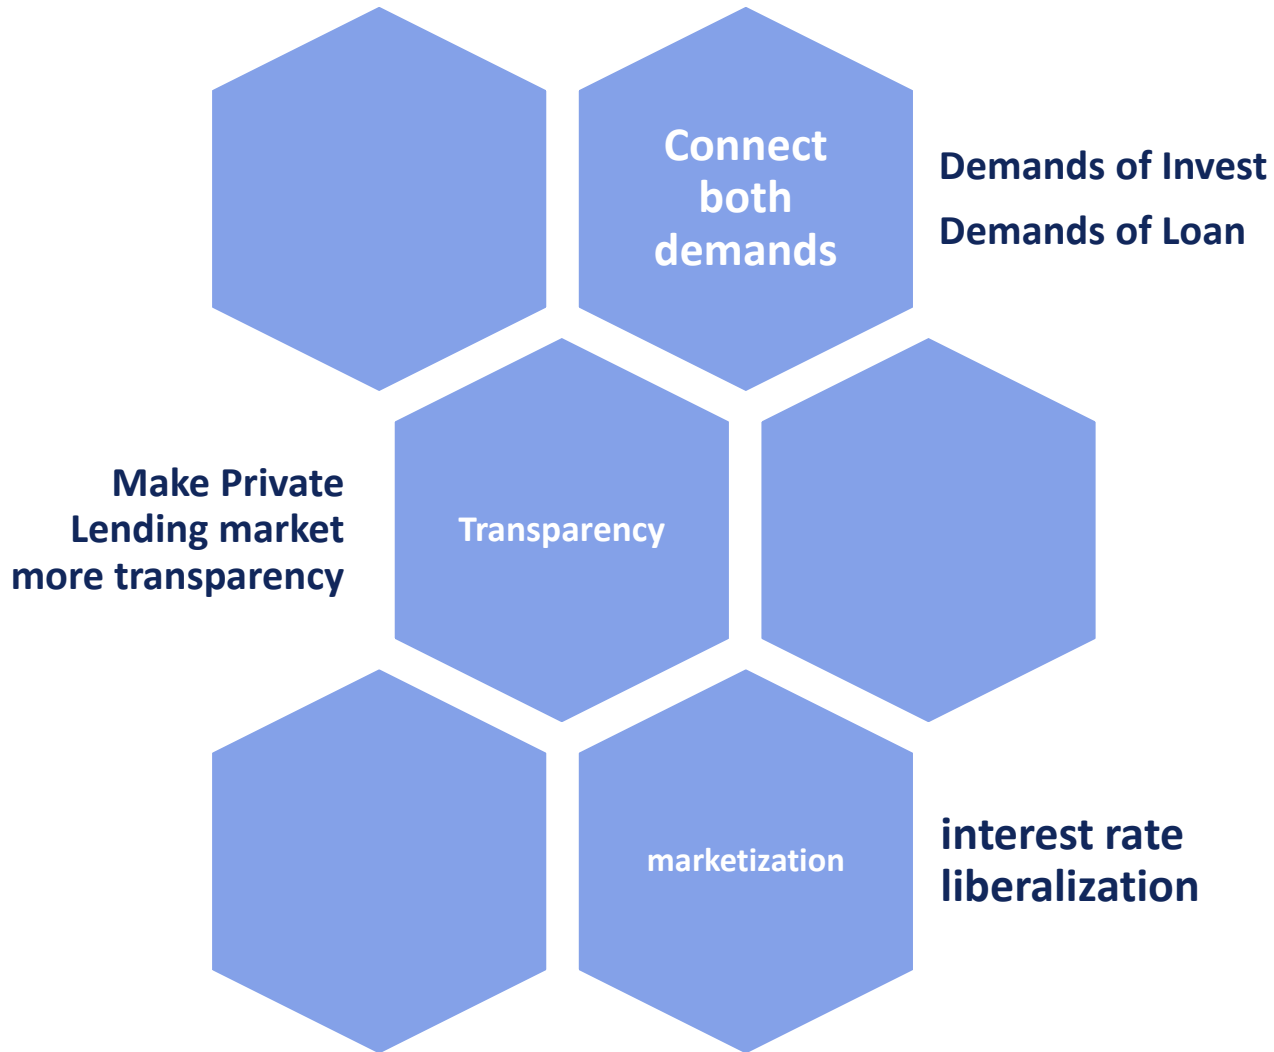 Connect
both
demands
Demands of Invest
Demands of Loan
Make Private
Lending market
more transparency
Transparency
marketization
interest rate
liberalization